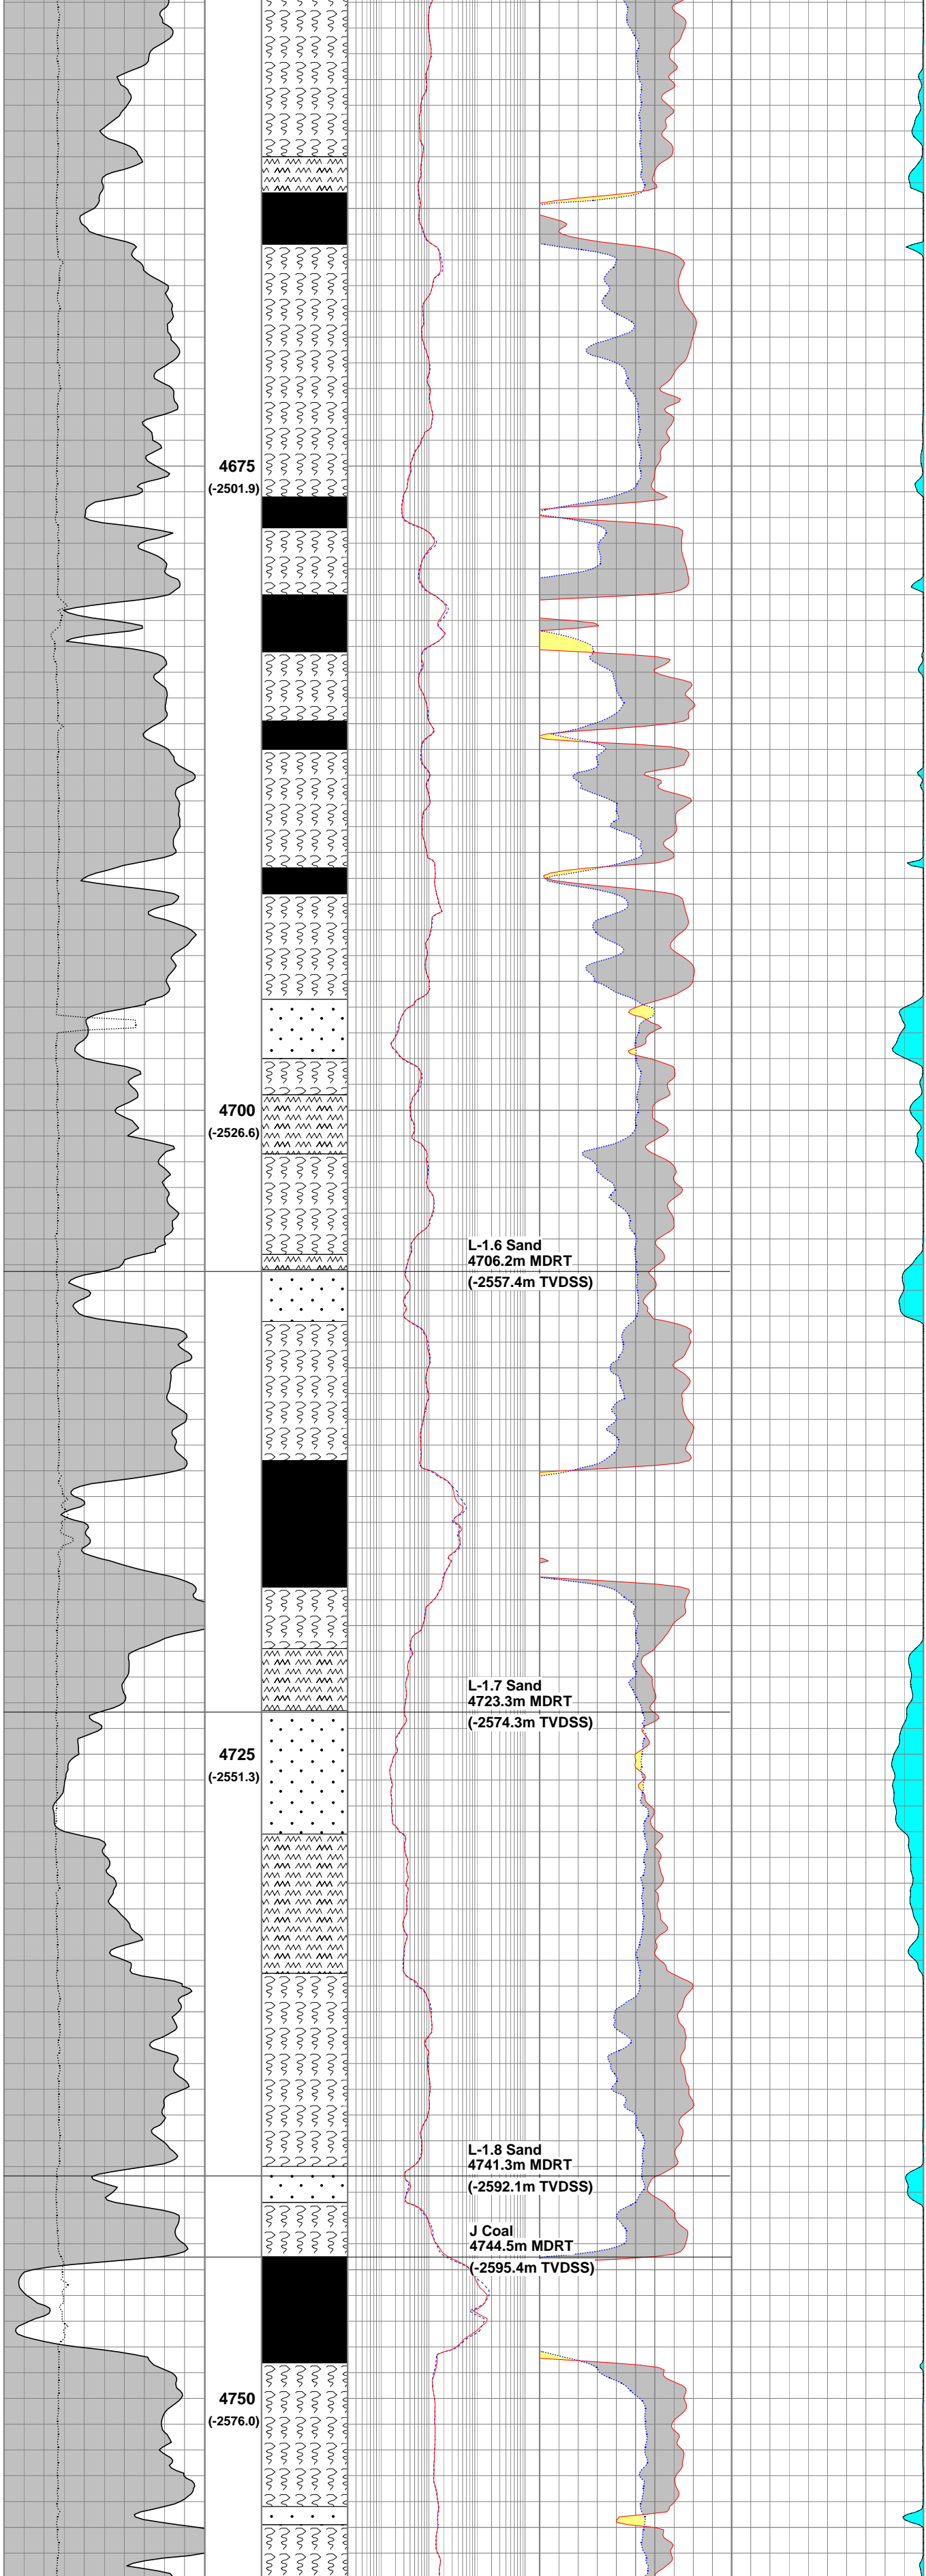 4675
(-2501.9)
4700
(-2526.6)
L-1.6 Sand
4706.2m MDRT
(-2557.4m TVDSS)
L-1.7 Sand
4723.3m MDRT
(-2574.3m TVDSS)
4725
(-2551.3)
L-1.8 Sand
4741.3m MDRT
(-2592.1m TVDSS)
J Coal
4744.5m MDRT
(-2595.4m TVDSS)
4750
(-2576.0)